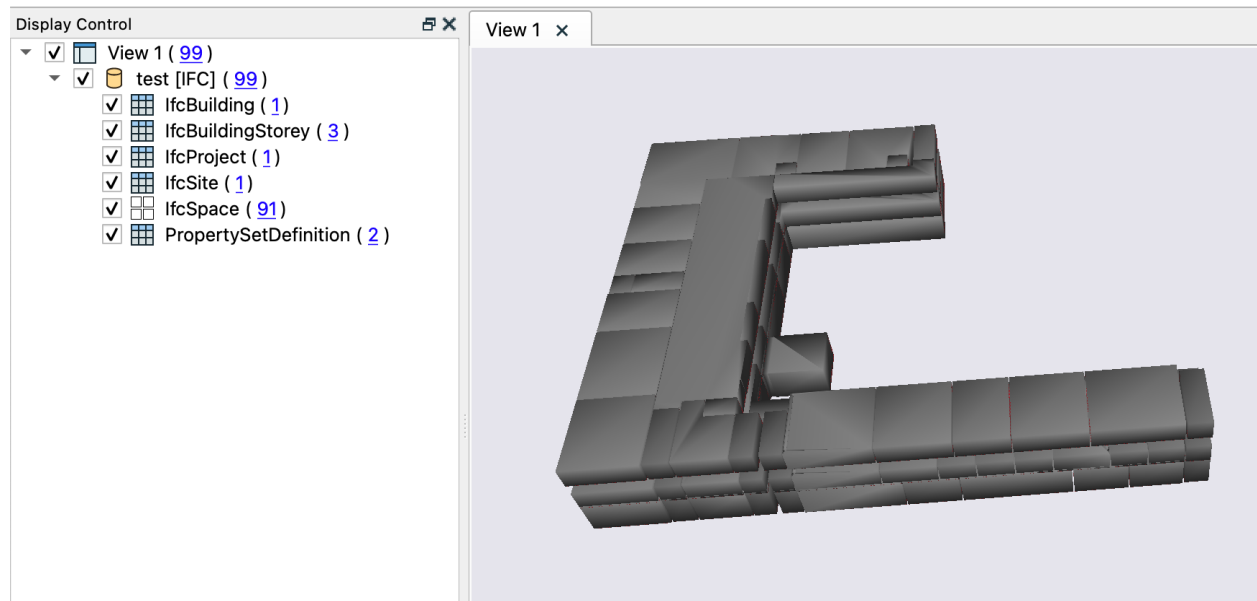 Display Control
View 1 ( 99 )
test [IFC] ( 99 )
IfcBuilding ( 1 )
IfcBuildingStorey ( 3 )
IfcProject ( 1 )
IfcSite ( 1 )
IfcSpace ( 91 )
PropertySetDefinition ( 2 )
View 1